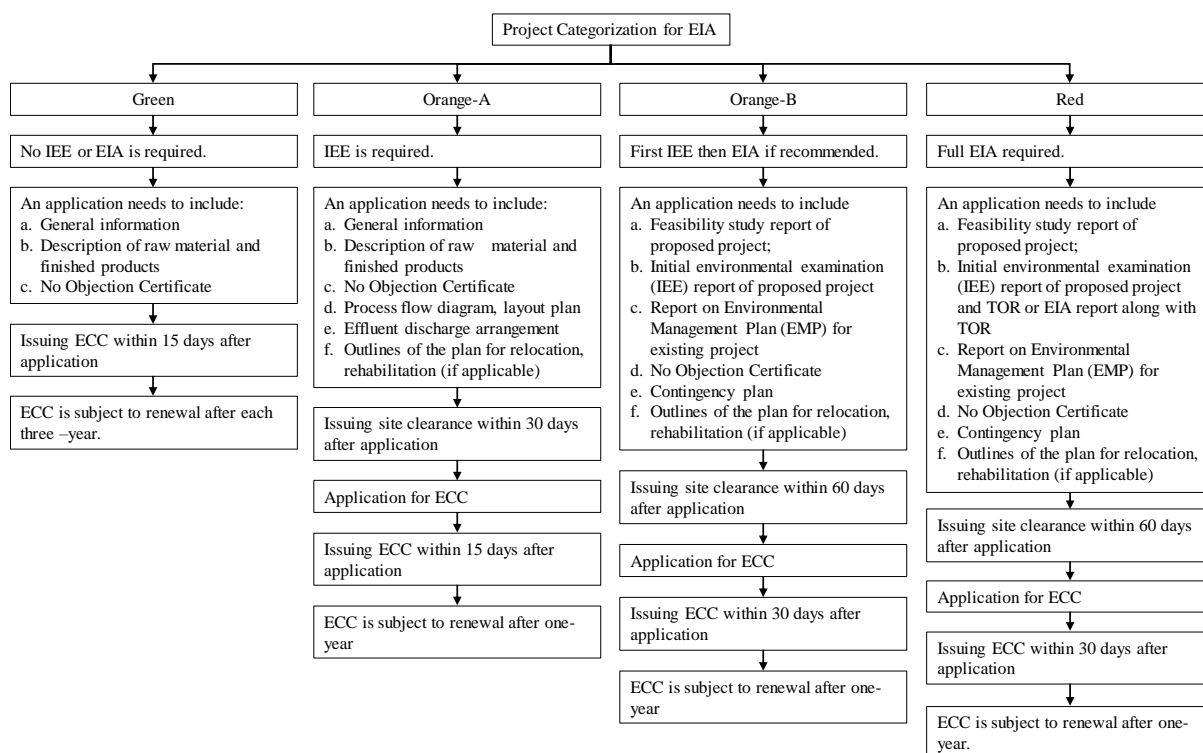 Project Categorization for EIA
Green
No IEE or EIA is required.
An application needs to include:
a. General information
b. Description of raw material and
finished products
c. No Objection Certificate
Issuing ECC within 15 days after
application
ECC is subject to renewal after each
three –year.
Orange-A
IEE is required.
An application needs to include:
a. General information
b. Description of raw material and
finished products
c. No Objection Certificate
d. Process flow diagram, layout plan
e. Effluent discharge arrangement
f. Outlines of the plan for relocation,
rehabilitation (if applicable)
Issuing site clearance within 30 days
after application
Application for ECC
Issuing ECC within 15 days after
application
ECC is subject to renewal after one-
year
Orange-B
First IEE then EIA if recommended.
An application needs to include
a. Feasibility study report of
proposed project;
b. Initial environmental examination
(IEE) report of proposed project
c. Report on Environmental
Management Plan (EMP) for
existing project
d. No Objection Certificate
e. Contingency plan
f. Outlines of the plan for relocation,
rehabilitation (if applicable)
Issuing site clearance within 60 days
after application
Application for ECC
Issuing ECC within 30 days after
application
ECC is subject to renewal after one-
year
Red
Full EIA required.
An application needs to include
a. Feasibility study report of
proposed project;
b. Initial environmental examination
(IEE) report of proposed project
and TOR or EIA report along with
TOR
c. Report on Environmental
Management Plan (EMP) for
existing project
d. No Objection Certificate
e. Contingency plan
f. Outlines of the plan for relocation,
rehabilitation (if applicable)
Issuing site clearance within 60 days
after application
Application for ECC
Issuing ECC within 30 days after
application
ECC is subject to renewal after one-
year.